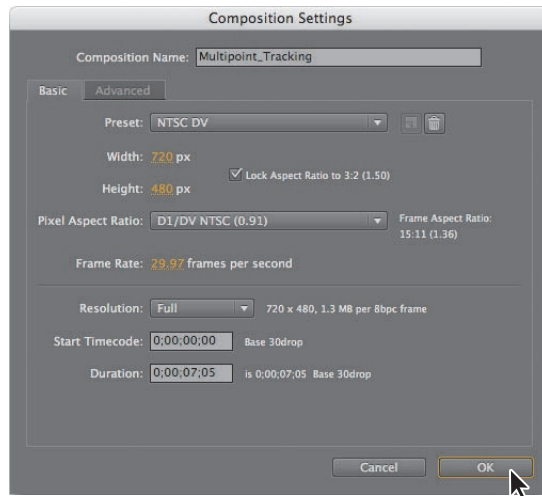 Composition Settings
Composition Name: Multipoint_Tracking
Basic Advanced
Preset: NTSC DV
Width: 720 px
Lock Aspect Ratio to 3:2 (1.50)
Height: 480 px
Pixel Aspect Ratio: D1/DV NTSC (0.91) Frame Aspect Ratio:
15:11 (1.36)
Frame Rate: 29.97 frames per second
Resolution: Full 720 x 480, 1.3 MB per 8bpc frame
Start Timecode: 0;00;00;00 Base 30drop
Duration: 0;00;07;05 is 0;00;07;05 Base 30drop
Cancel OK